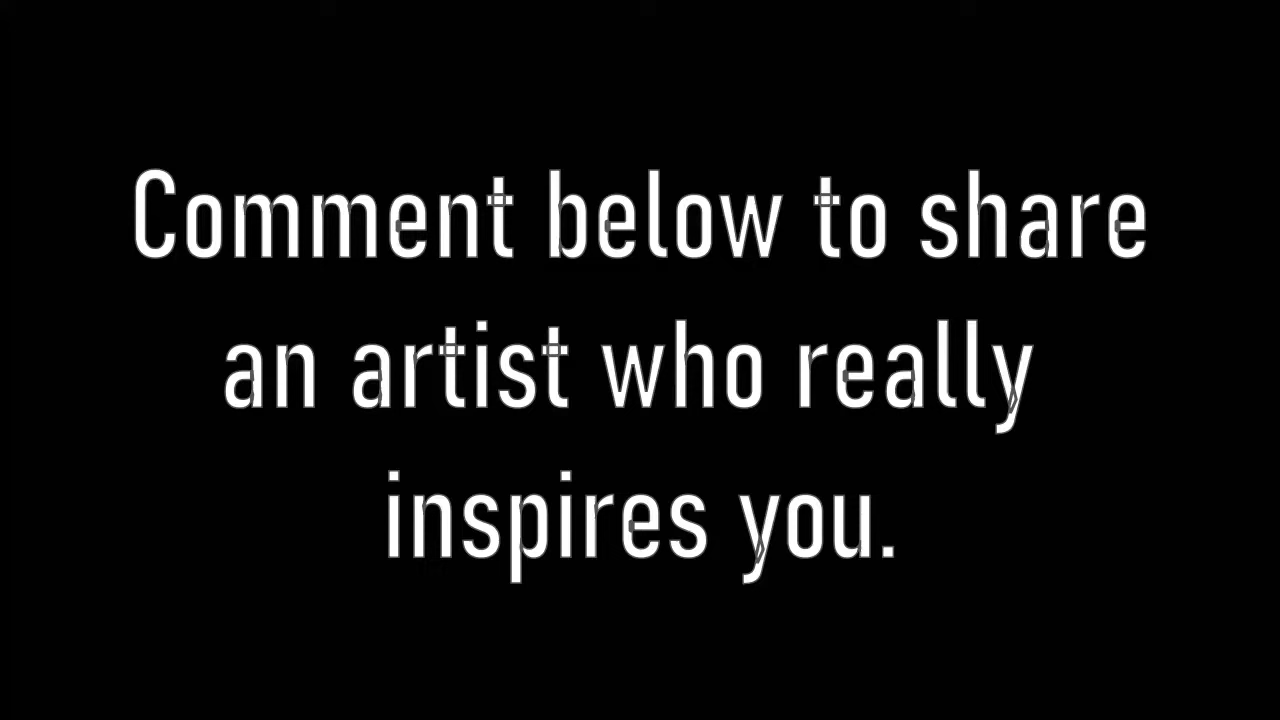 Comment below to share
an artist who really
inspires you.